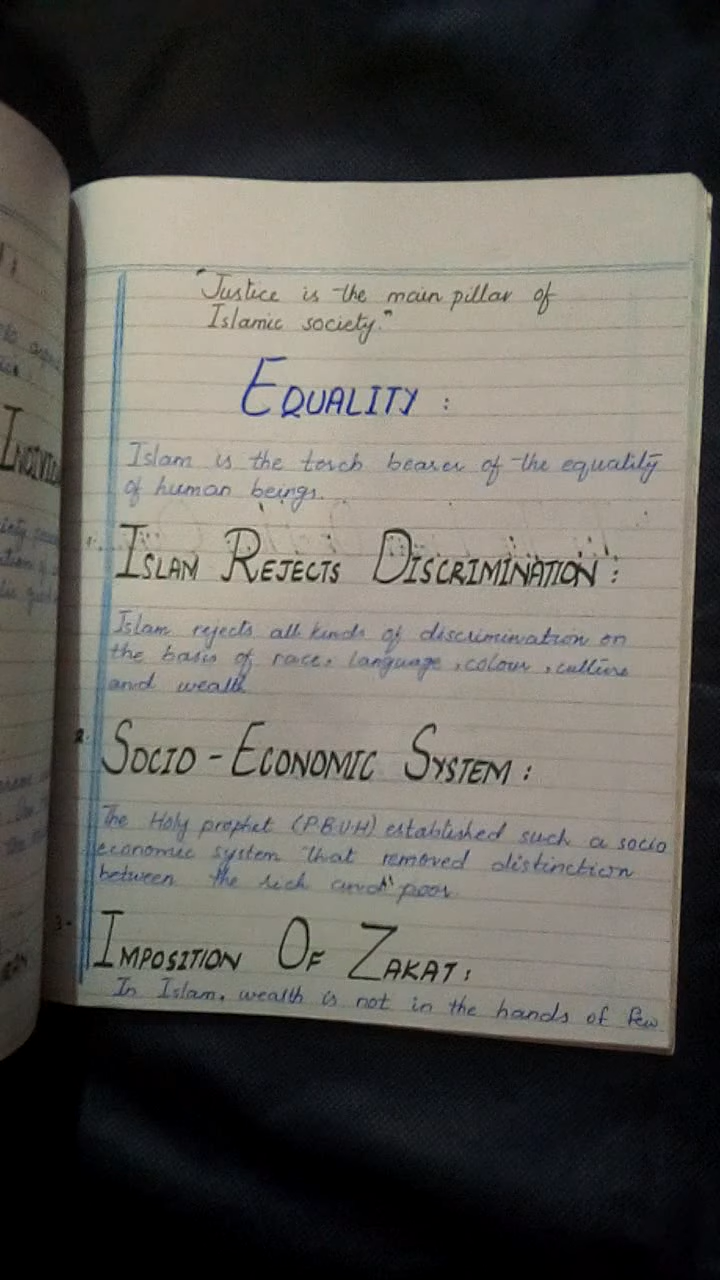 "Justice is the main pillar of
Islamic society."
EQUALITY :
Islam is the torch bearer of the equality
of human beings.
1. ISLAM REJECTS DISCRIMINATION :
Islam rejects all kinds of discrimination on
the basis of race, language, colour, culture
and wealth
2. SOCIO-ECONOMIC SYSTEM :
The Holy prophet (P.B.U.H) established such a socio
economic system that removed distinction
between the rich and poor
3- IMPOSITION OF ZAKAT :
In Islam, wealth is not in the hands of few